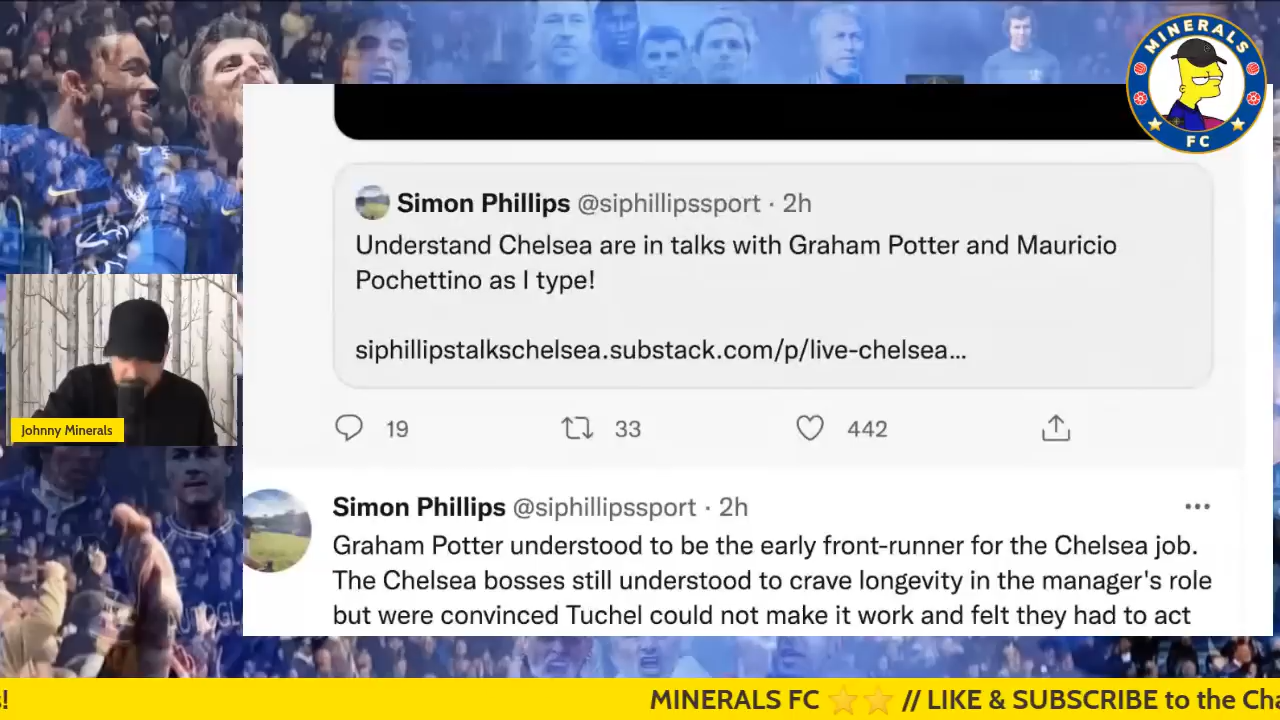 MINERALS
FC
Simon Phillips @siphillipssport · 2h
Understand Chelsea are in talks with Graham Potter and Mauricio
Pochettino as I type!
siphillipstalkschelsea.substack.com/p/live-chelsea...
19 33 442
Simon Phillips @siphillipssport · 2h
Graham Potter understood to be the early front-runner for the Chelsea job.
The Chelsea bosses still understood to crave longevity in the manager's role
but were convinced Tuchel could not make it work and felt they had to act
Johnny Minerals
s! MINERALS FC ⭐⭐ // LIKE & SUBSCRIBE to the Cha